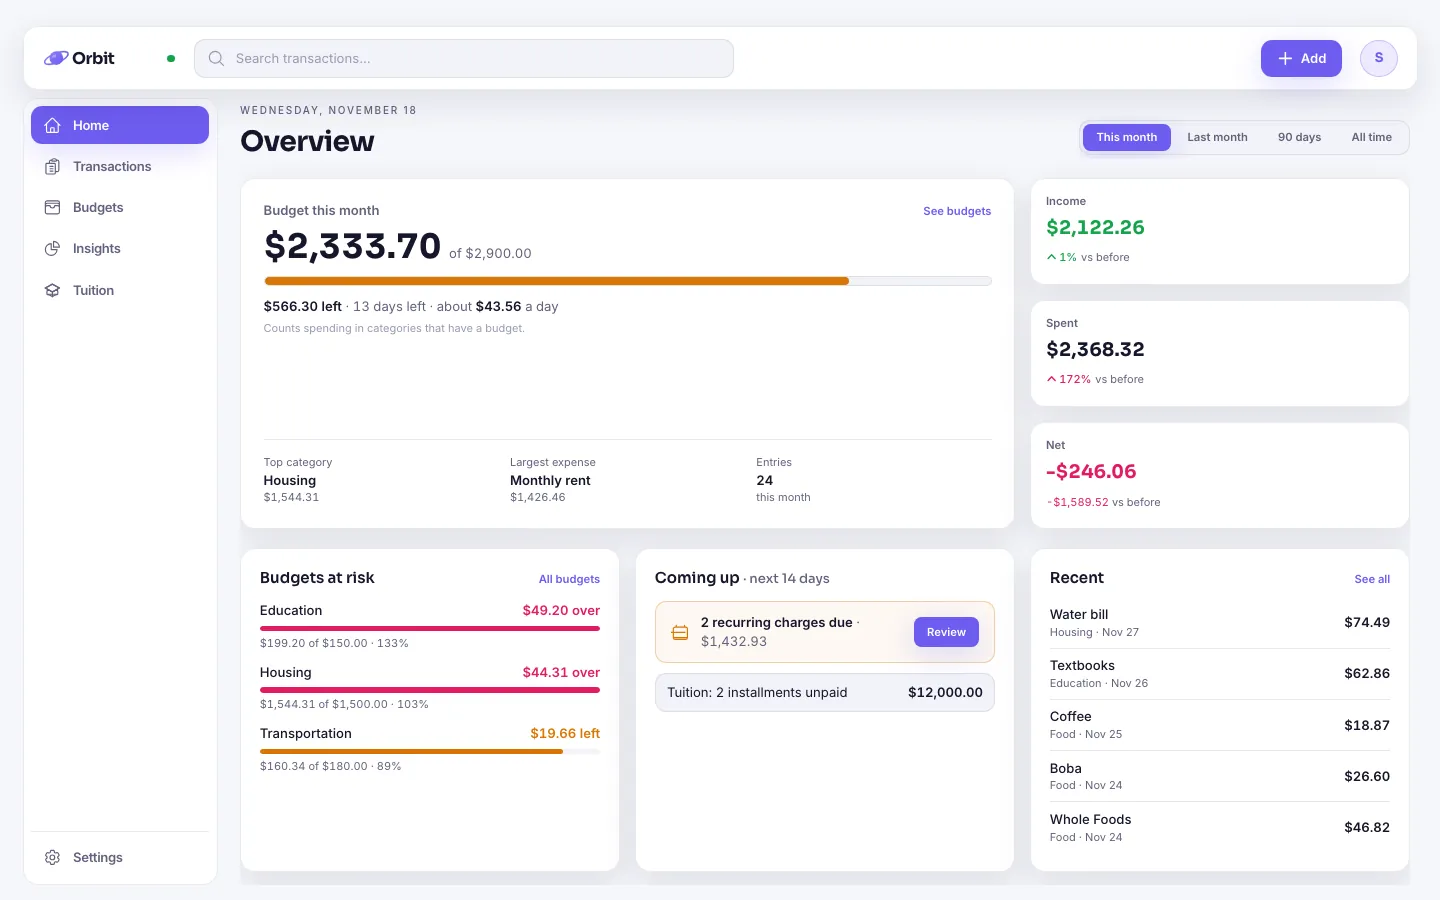 Orbit
Search transactions...
Add
S
Home
Transactions
Budgets
Insights
Tuition
Settings
WEDNESDAY, NOVEMBER 18
Overview
This month
Last month
90 days
All time
Budget this month
See budgets
$2,333.70 of $2,900.00
$566.30 left · 13 days left · about $43.56 a day
Counts spending in categories that have a budget.
Top category
Housing
$1,544.31
Largest expense
Monthly rent
$1,426.46
Entries
24
this month
Income
$2,122.26
1% vs before
Spent
$2,368.32
172% vs before
Net
-$246.06
-$1,589.52 vs before
Budgets at risk
All budgets
Education
$49.20 over
$199.20 of $150.00 · 133%
Housing
$44.31 over
$1,544.31 of $1,500.00 · 103%
Transportation
$19.66 left
$160.34 of $180.00 · 89%
Coming up · next 14 days
2 recurring charges due ·
$1,432.93
Review
Tuition: 2 installments unpaid
$12,000.00
Recent
See all
Water bill
Housing · Nov 27
$74.49
Textbooks
Education · Nov 26
$62.86
Coffee
Food · Nov 25
$18.87
Boba
Food · Nov 24
$26.60
Whole Foods
Food · Nov 24
$46.82